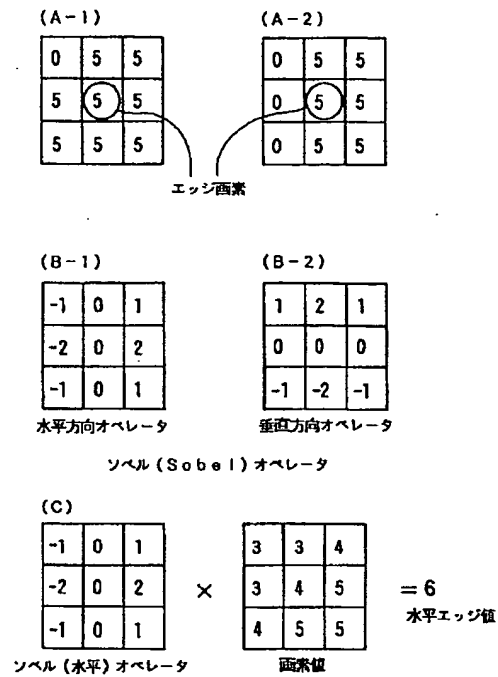 (A-1) (A-2)
0 5 5 0 5 5
5 5 5 0 5 5
5 5 5 0 5 5
エッジ画素
(B-1) (B-2)
-1 0 1 1 2 1
-2 0 2 0 0 0
-1 0 1 -1 -2 -1
水平方向オペレータ 垂直方向オペレータ
ソベル(Sobel)オペレータ
(C)
-1 0 1 3 3 4
-2 0 2 × 3 4 5 =6
水平エッジ値
-1 0 1 4 5 5
ソベル(水平)オペレータ 画素値